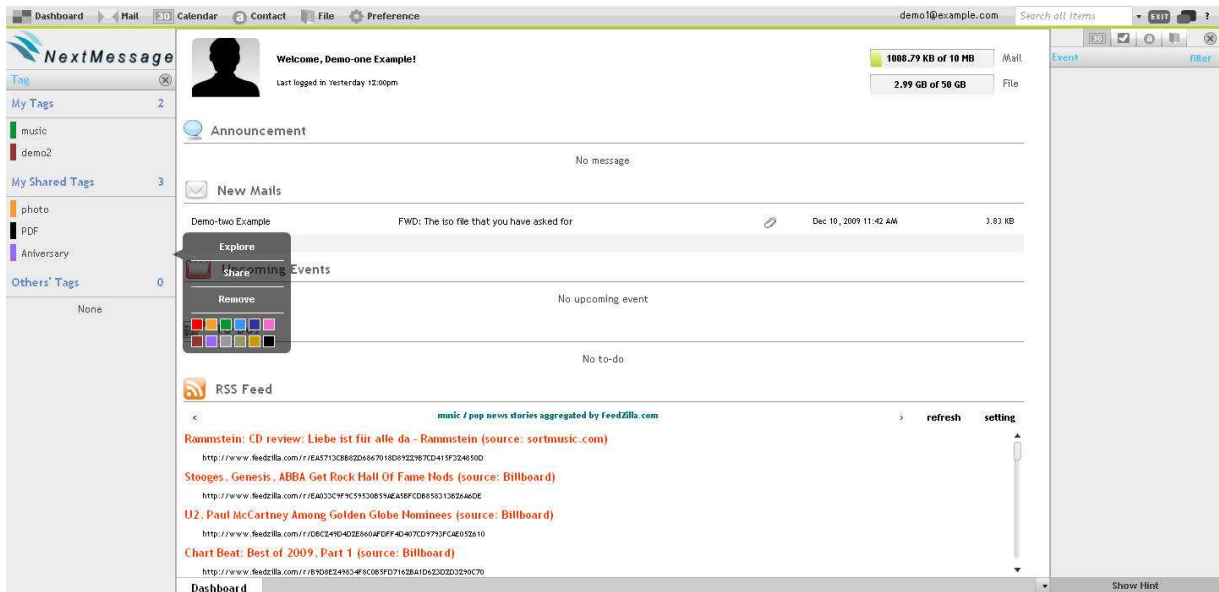 Dashboard Mail 30 Calendar a Contact File Preference demo1@example.com Search all items EXIT ?
NextMessage
Tag
My Tags 2
music
demo2
My Shared Tags 3
photo
PDF
Aniversary
Others' Tags 0
None
Welcome, Demo-one Example!
Last logged in Yesterday 12:00pm
1008.79 KB of 10 MB Mail
2.99 GB of 50 GB File
Announcement
No message
New Mails
Demo-two Example FWD: The iso file that you have asked for Dec 10, 2009 11:42 AM 3.83 KB
Explore
Share
Remove
Upcoming Events
No upcoming event
No to-do
RSS Feed
< music / pop news stories aggregated by FeedZilla.com > refresh setting
Rammstein: CD review: Liebe ist für alle da - Rammstein (source: sortmusic.com)
Stooges, Genesis, ABBA Get Rock Hall Of Fame Nods (source: Billboard)
U2, Paul McCartney Among Golden Globe Nominees (source: Billboard)
Chart Beat: Best of 2009, Part 1 (source: Billboard)
Dashboard
30 a
Event filter
Show Hint